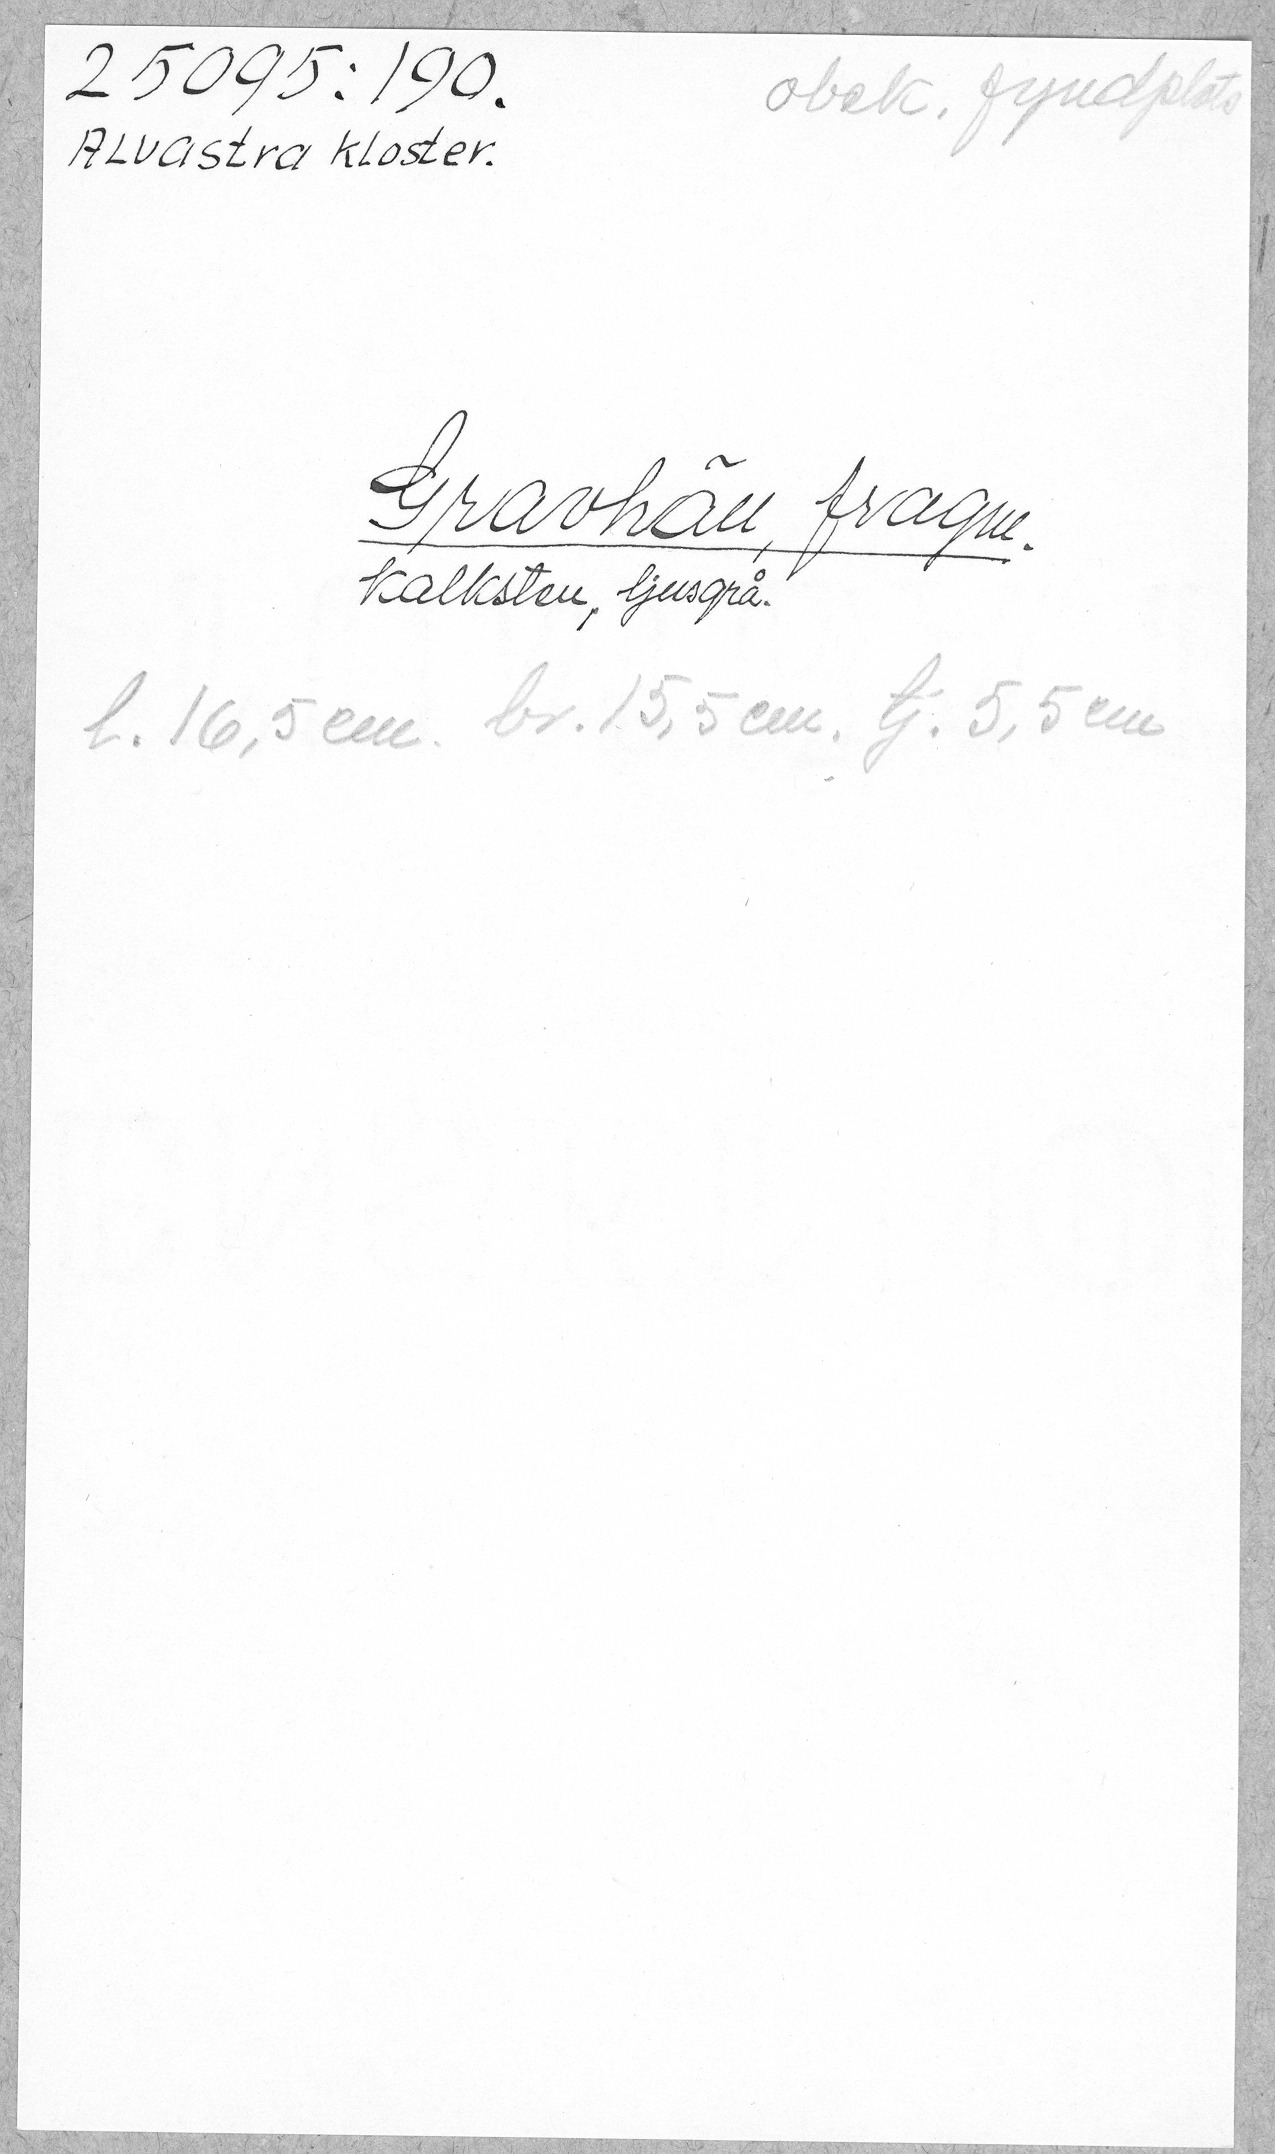 25095:190.
obek. fyndplats
Alvastra kloster.
Gravhäll, fragm.
Kalksten, ljusgrå.
l. 16,5 cm. br. 15,5 cm. tj. 5,5 cm